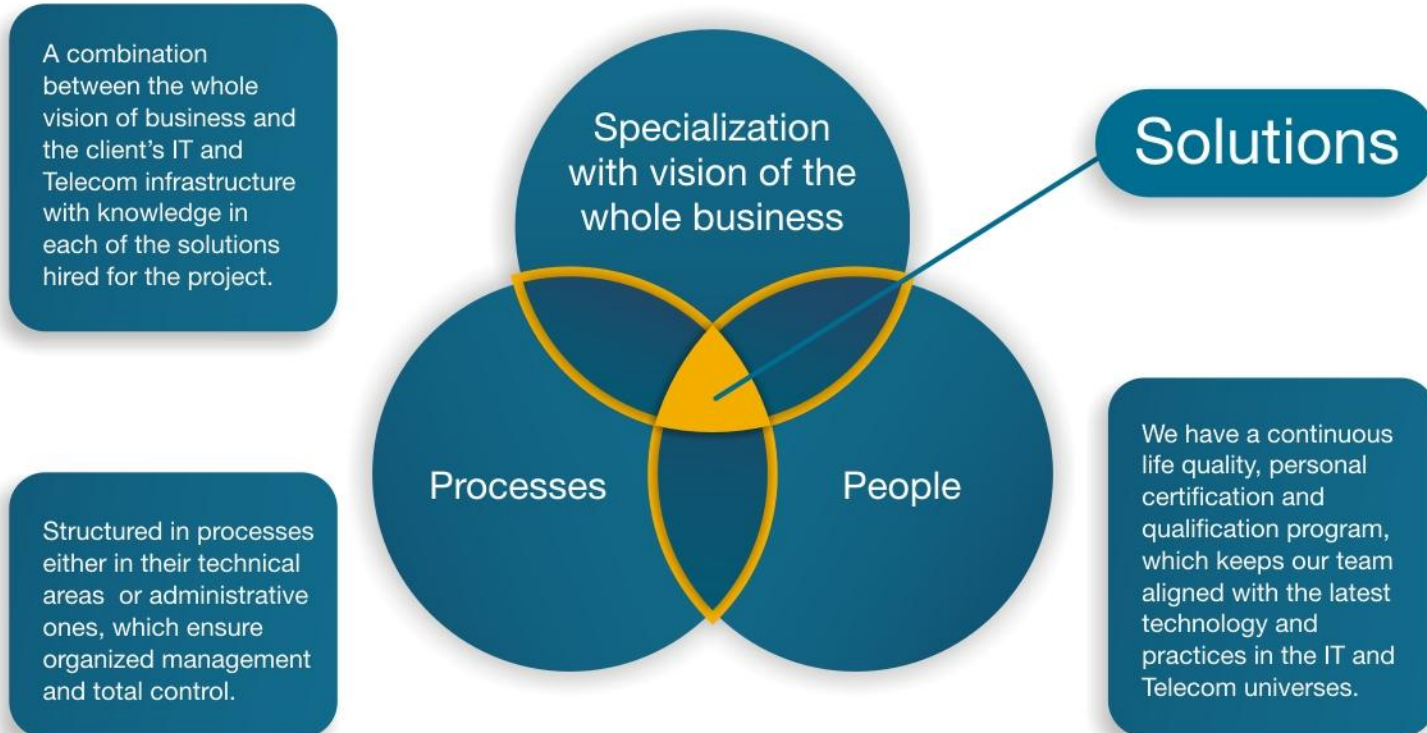 A combination
between the whole
vision of business and
the client's IT and
Telecom infrastructure
with knowledge in
each of the solutions
hired for the project.
Specialization
with vision of the
whole business
Solutions
Processes
People
Structured in processes
either in their technical
areas  or administrative
ones, which ensure
organized management
and total control.
We have a continuous
life quality, personal
certification and
qualification program,
which keeps our team
aligned with the latest
technology and
practices in the IT and
Telecom universes.